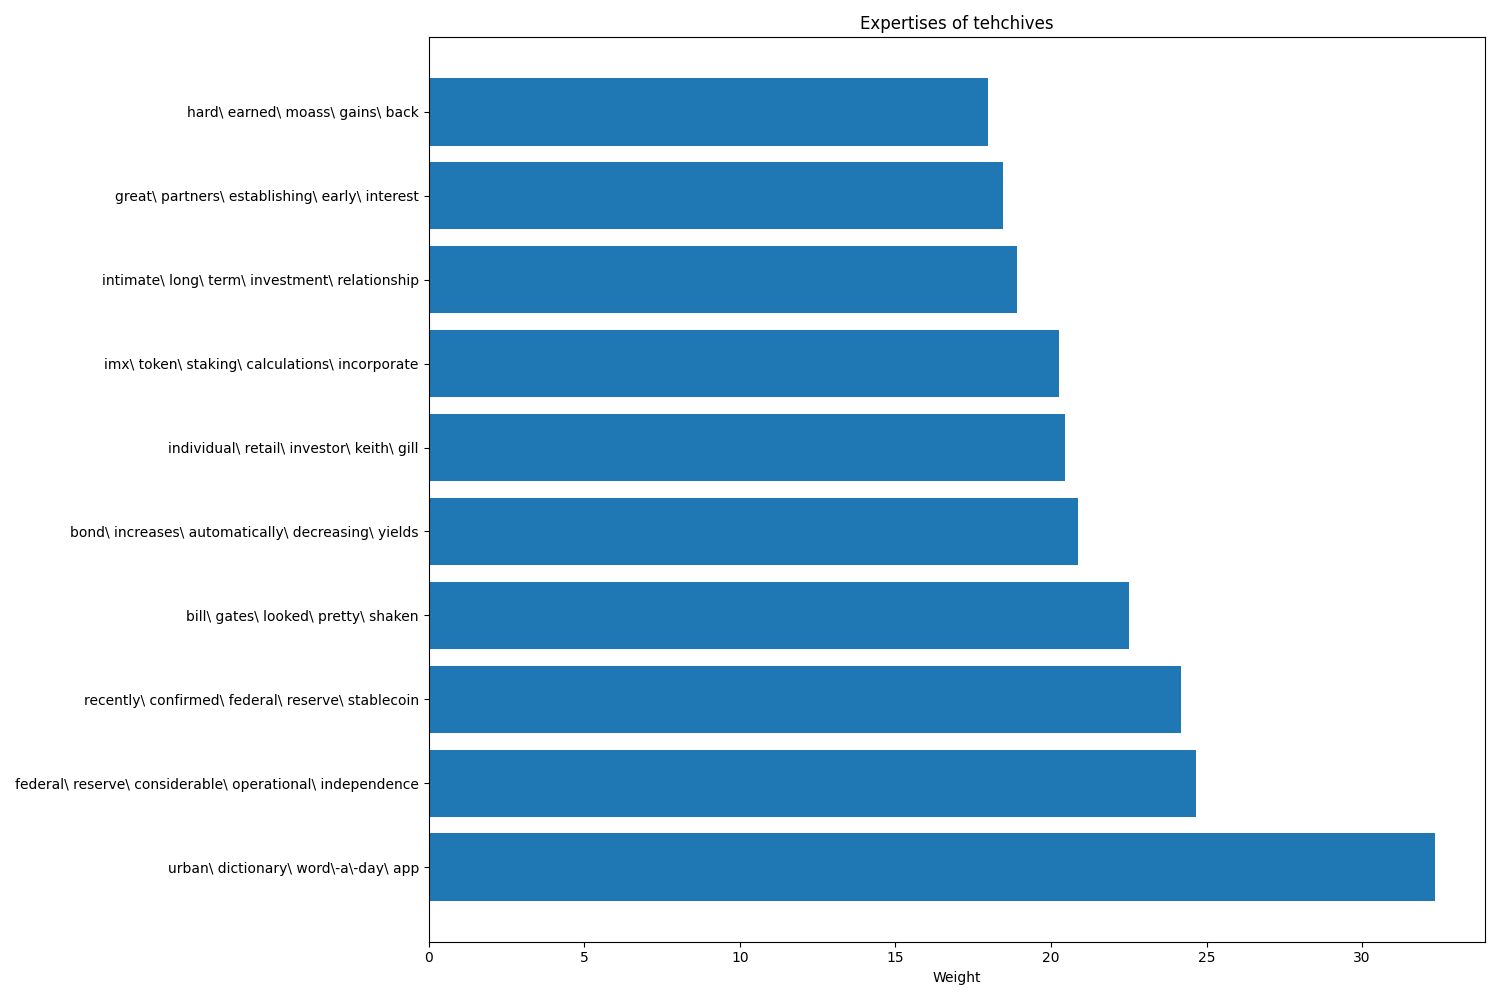 Expertises of tehchives
hard\ earned\ moass\ gains\ back
great\ partners\ establishing\ early\ interest
intimate\ long\ term\ investment\ relationship
imx\ token\ staking\ calculations\ incorporate
individual\ retail\ investor\ keith\ gill
bond\ increases\ automatically\ decreasing\ yields
bill\ gates\ looked\ pretty\ shaken
recently\ confirmed\ federal\ reserve\ stablecoin
federal\ reserve\ considerable\ operational\ independence
urban\ dictionary\ word\-a\-day\ app
0 5 10 15 20 25 30
Weight